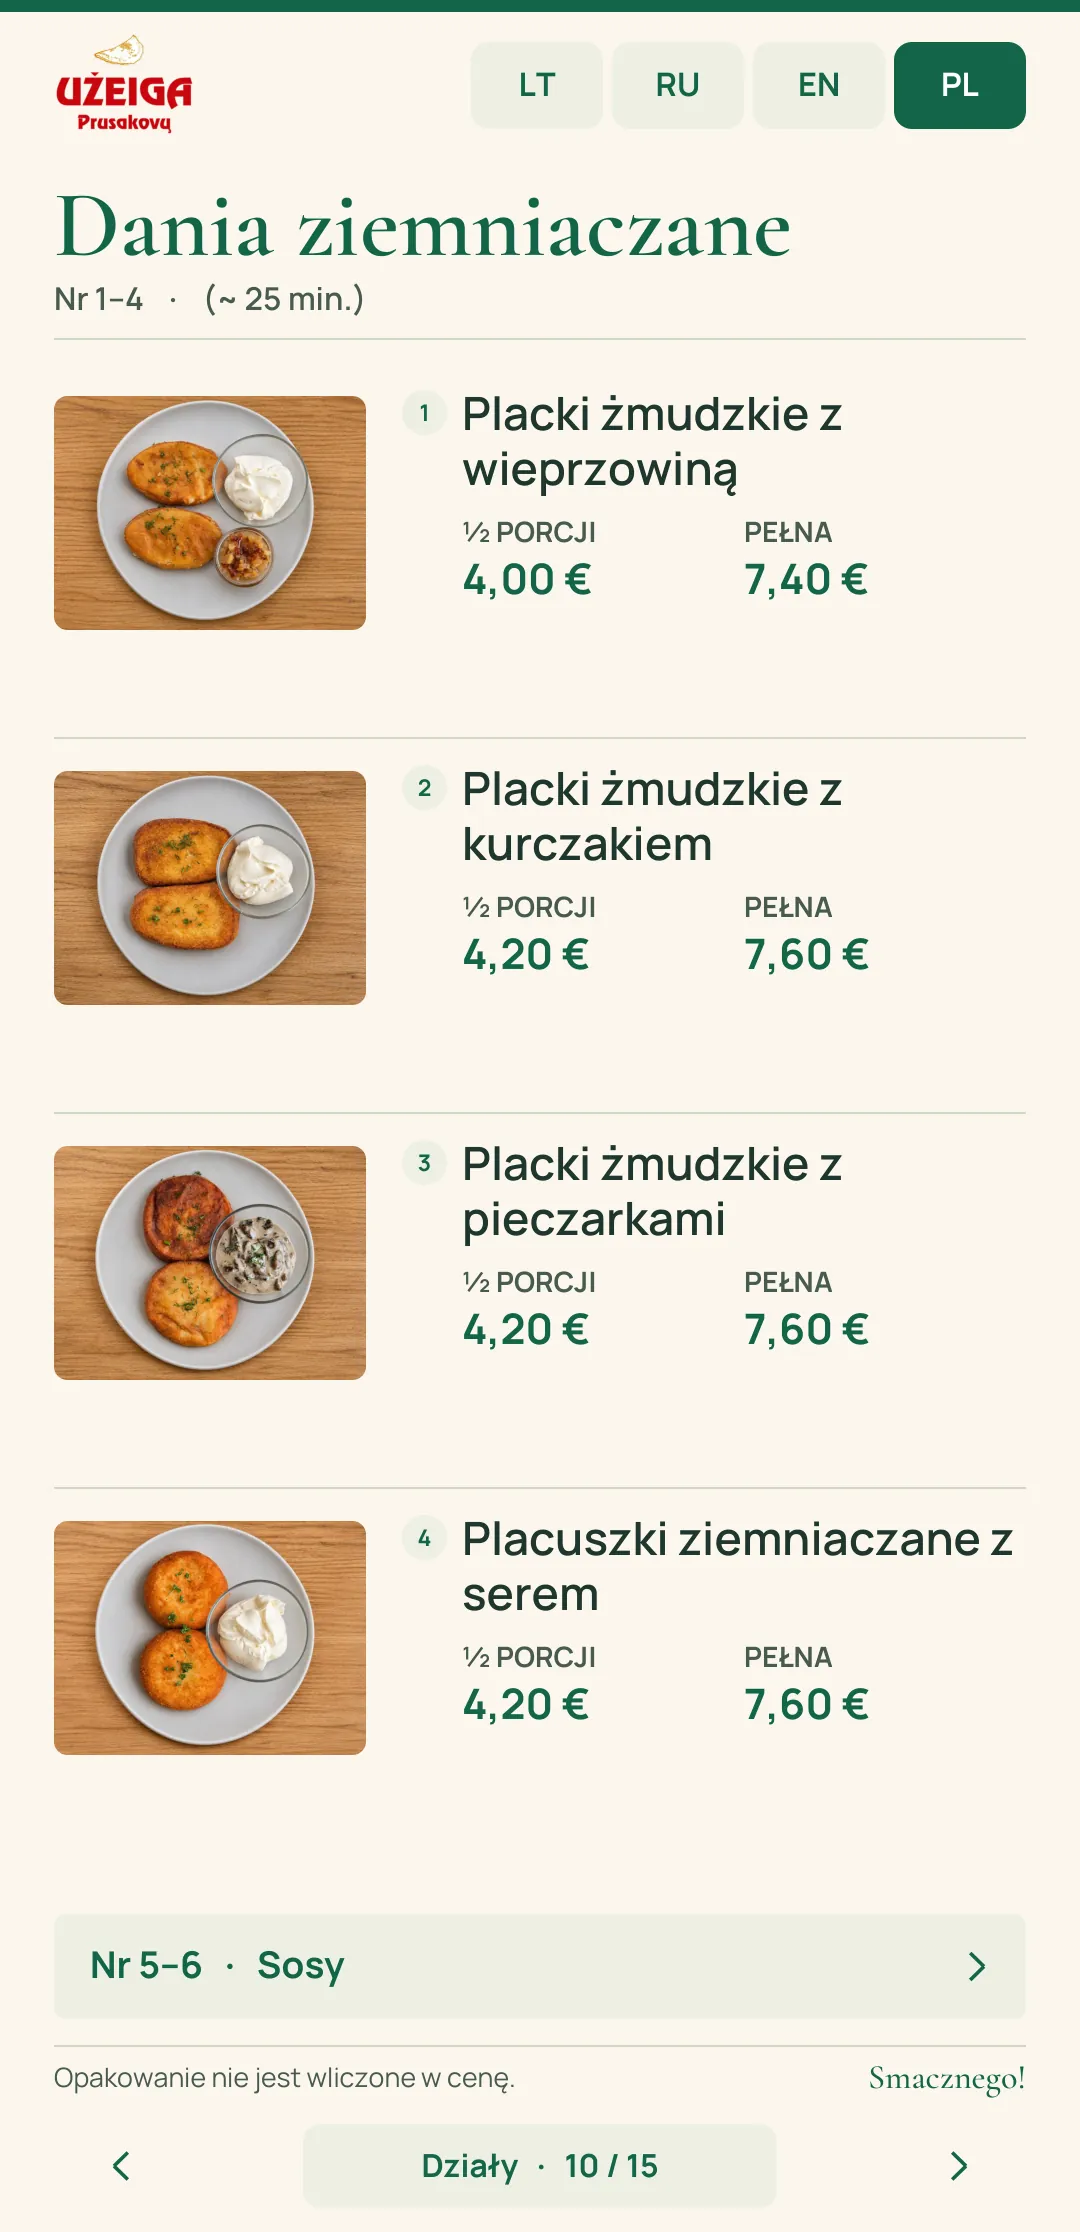 UŽEIGA
Prusakovų
LT RU EN PL
Dania ziemniaczane
Nr 1–4 · (~ 25 min.)
1 Placki żmudzkie z
wieprzowiną
½ PORCJI PEŁNA
4,00 € 7,40 €
2 Placki żmudzkie z
kurczakiem
½ PORCJI PEŁNA
4,20 € 7,60 €
3 Placki żmudzkie z
pieczarkami
½ PORCJI PEŁNA
4,20 € 7,60 €
4 Placuszki ziemniaczane z
serem
½ PORCJI PEŁNA
4,20 € 7,60 €
Nr 5–6 · Sosy
Opakowanie nie jest wliczone w cenę. Smacznego!
Działy · 10 / 15